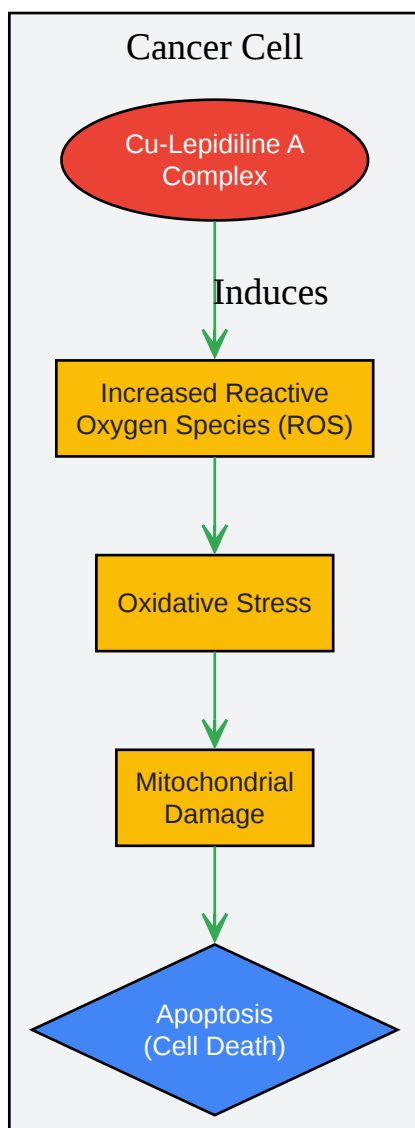 Cancer Cell
Cu-Lepidiline A
Complex
Induces
Increased Reactive
Oxygen Species (ROS)
Oxidative Stress
Mitochondrial
Damage
Apoptosis
(Cell Death)